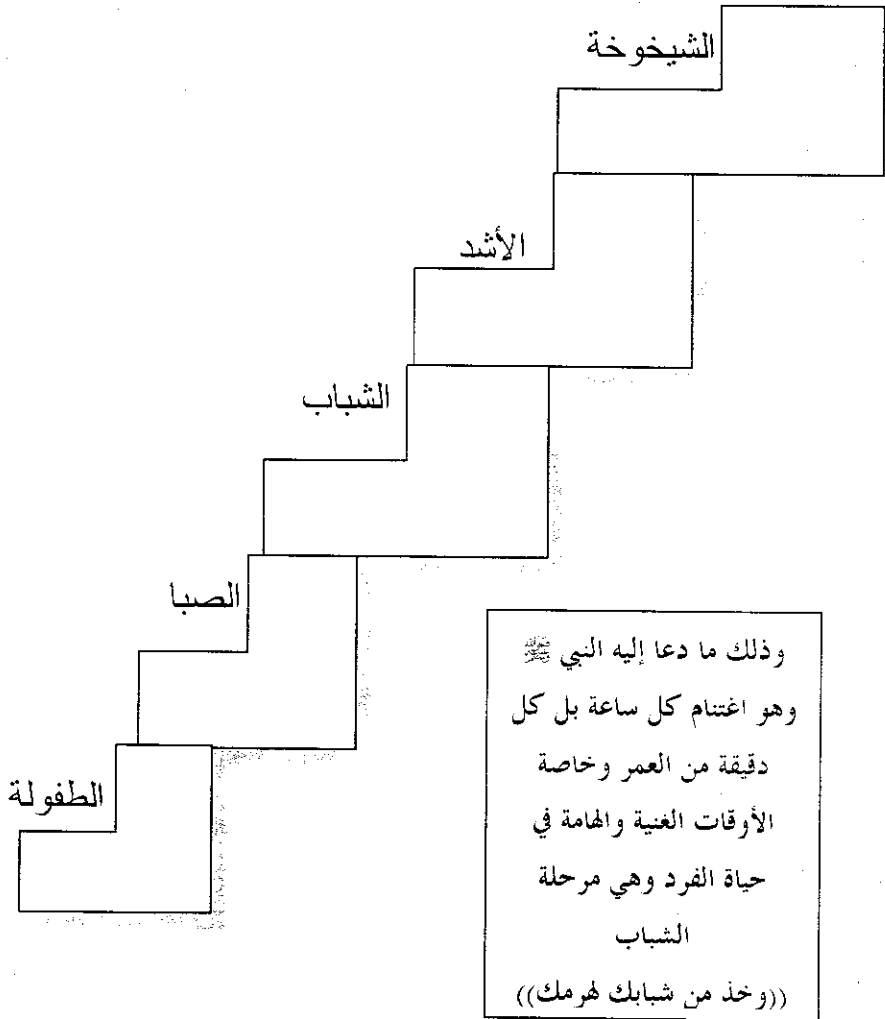 الشيخوخة
الأشد
الشباب
الصبا
الطفولة
وذلك ما دعا إليه النبي ﷺ
وهو اغتنام كل ساعة بل كل
دقيقة من العمر وخاصة
الأوقات الغنية والهامة في
حياة الفرد وهي مرحلة
الشباب
((وخذ من شبابك لهرمك))